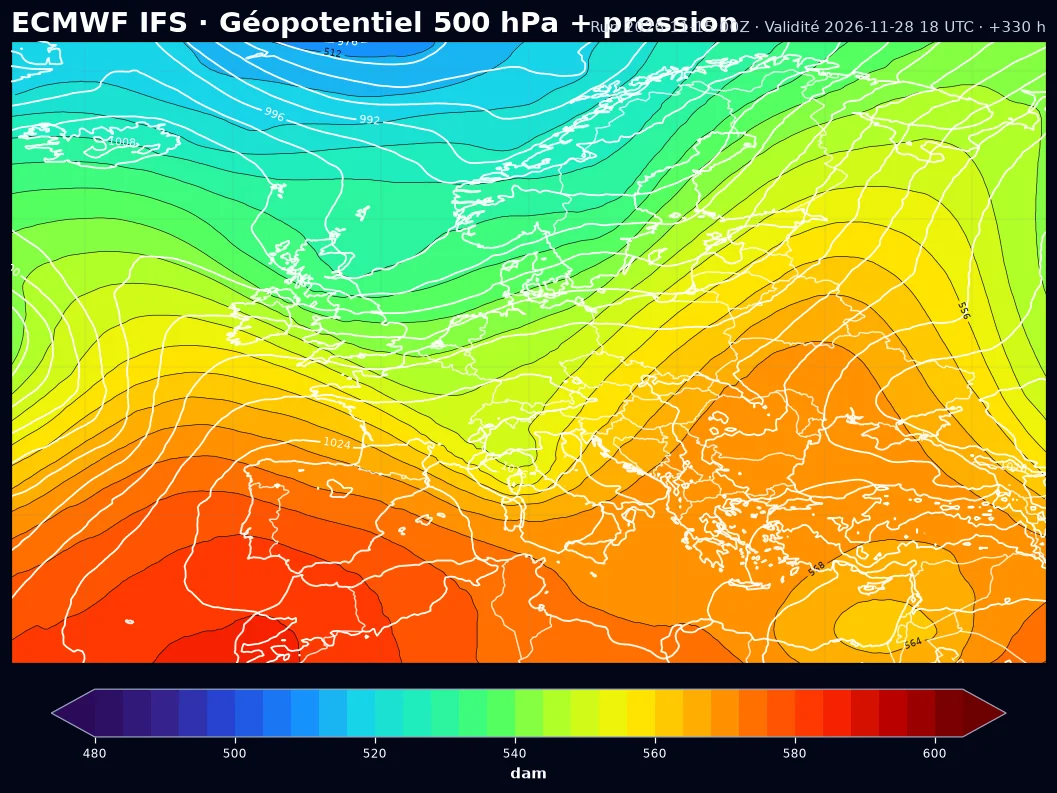 ECMWF IFS · Géopotentiel 500 hPa + pression
Validité 2026-11-28 18 UTC · +330 h
976
512
996
992
1008
556
1024
568
564
480 500 520 540 560 580 600
dam